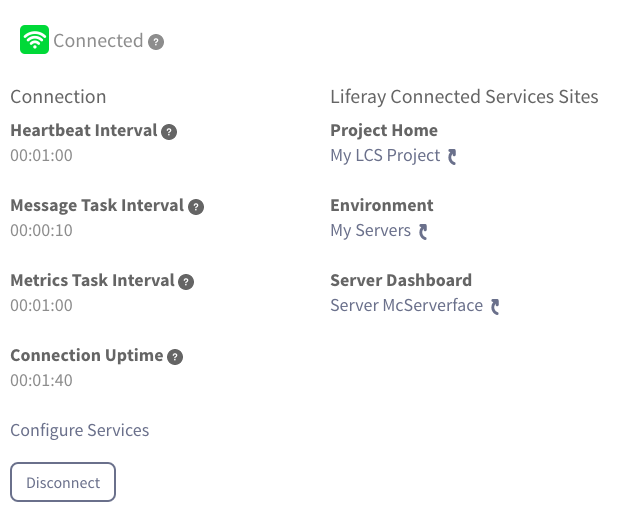 Connected
Connection
Heartbeat Interval
00:01:00
Message Task Interval
00:00:10
Metrics Task Interval
00:01:00
Connection Uptime
00:01:40
Configure Services
Disconnect
Liferay Connected Services Sites
Project Home
My LCS Project
Environment
My Servers
Server Dashboard
Server McServerface